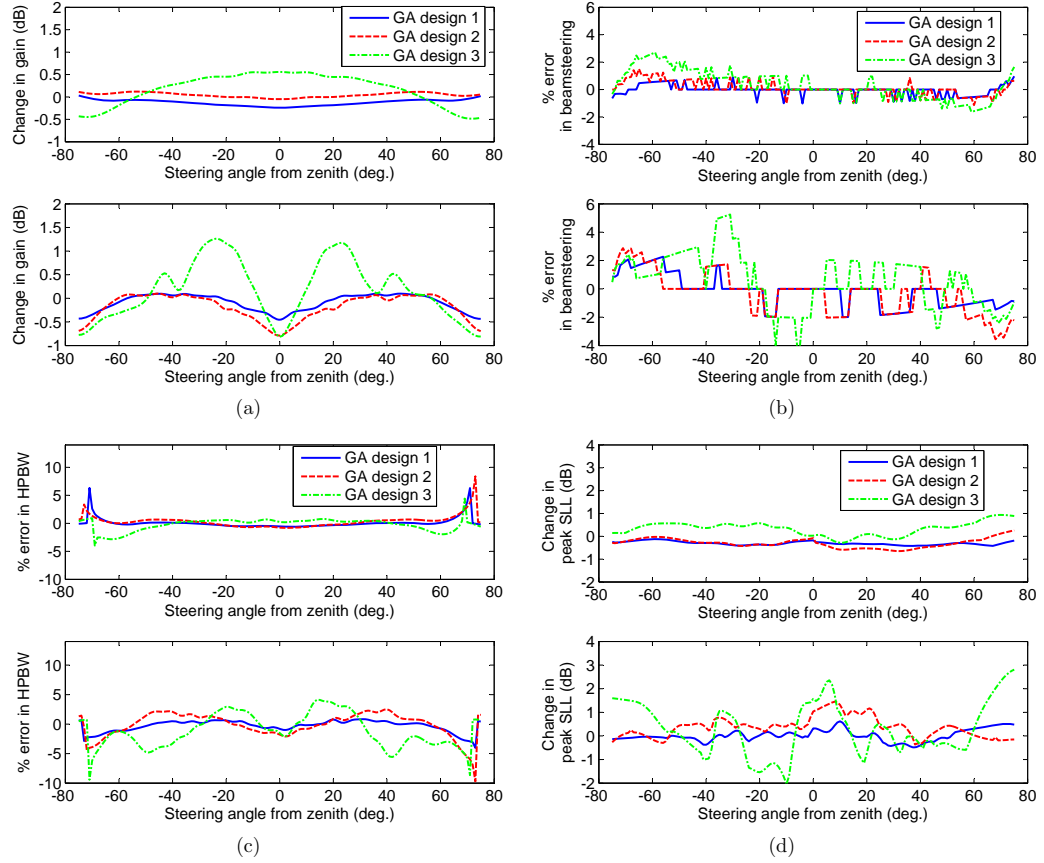 2
1.5
1
0.5
0
-0.5
-1
-80 -60 -40 -20 0 20 40 60 80
Change in gain (dB)
Steering angle from zenith (deg.)
GA design 1
GA design 2
GA design 3
2
1.5
1
0.5
0
-0.5
-1
-80 -60 -40 -20 0 20 40 60 80
Change in gain (dB)
Steering angle from zenith (deg.)
(a)
6
4
2
0
-2
-4
-80 -60 -40 -20 0 20 40 60 80
% error
in beamsteering
Steering angle from zenith (deg.)
GA design 1
GA design 2
GA design 3
6
4
2
0
-2
-4
-80 -60 -40 -20 0 20 40 60 80
% error
in beamsteering
Steering angle from zenith (deg.)
(b)
10
5
0
-5
-10
-80 -60 -40 -20 0 20 40 60 80
% error in HPBW
Steering angle from zenith (deg.)
GA design 1
GA design 2
GA design 3
10
5
0
-5
-10
-80 -60 -40 -20 0 20 40 60 80
% error in HPBW
Steering angle from zenith (deg.)
(c)
4
3
2
1
0
-1
-2
-80 -60 -40 -20 0 20 40 60 80
Change in
peak SLL (dB)
Steering angle from zenith (deg.)
GA design 1
GA design 2
GA design 3
4
3
2
1
0
-1
-2
-80 -60 -40 -20 0 20 40 60 80
Change in
peak SLL (dB)
Steering angle from zenith (deg.)
(d)